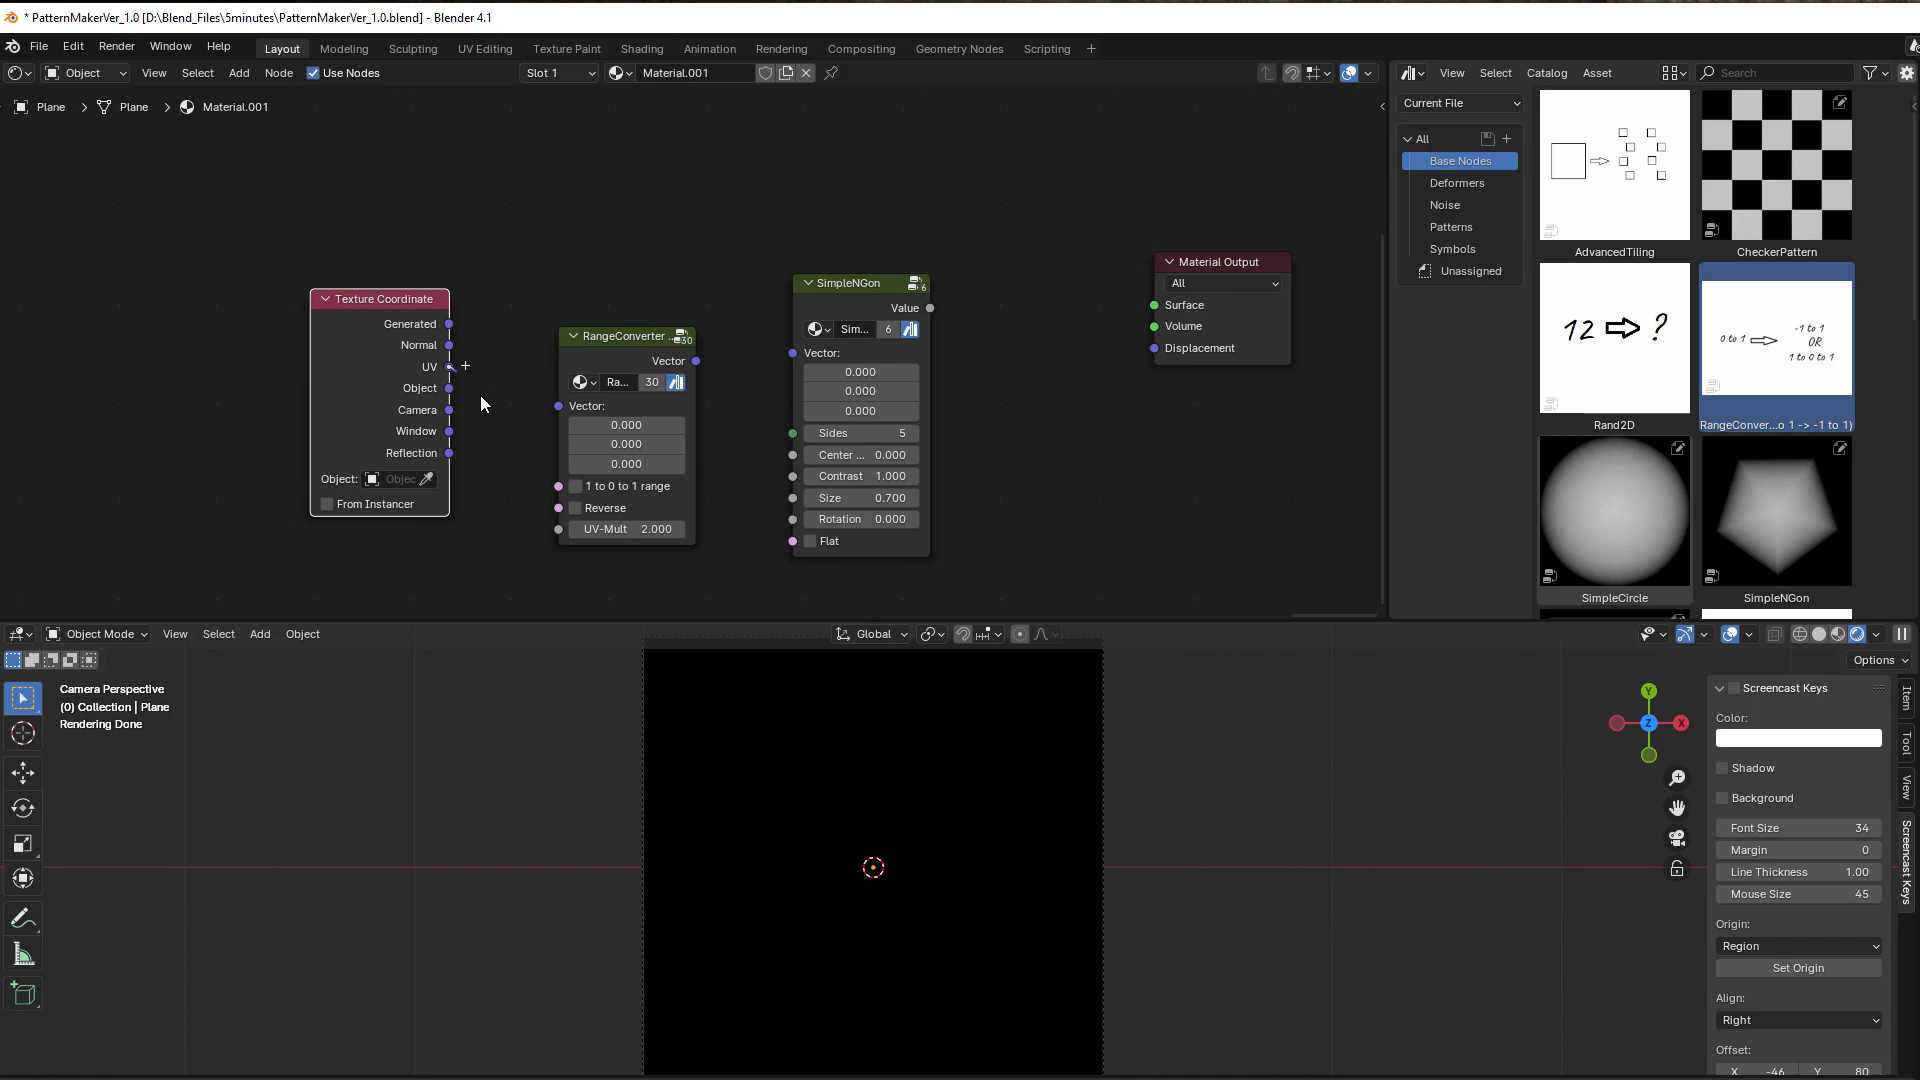 * PatternMakerVer_1.0 [D:\Blend_Files\5minutes\PatternMakerVer_1.0.blend] - Blender 4.1
File Edit Render Window Help Layout Modeling Sculpting UV Editing Texture Paint Shading Animation Rendering Compositing Geometry Nodes Scripting +
Object View Select Add Node Use Nodes Slot 1 Material.001
Plane > Plane > Material.001
Texture Coordinate
Generated
Normal
UV
Object
Camera
Window
Reflection
Object: Objec
From Instancer
RangeConverter ..
30
Vector
Ra... 30
Vector:
0.000
0.000
0.000
1 to 0 to 1 range
Reverse
UV-Mult 2.000
SimpleNGon
6
Value
Sim... 6
Vector:
0.000
0.000
0.000
Sides 5
Center ... 0.000
Contrast 1.000
Size 0.700
Rotation 0.000
Flat
Material Output
All
Surface
Volume
Displacement
View Select Catalog Asset Search
Current File
All
Base Nodes
Deformers
Noise
Patterns
Symbols
Unassigned
AdvancedTiling
CheckerPattern
12 ⇨ ?
Rand2D
0 to 1 ⇨ -1 to 1
OR
1 to 0 to 1
RangeConver...o 1 -> -1 to 1)
SimpleCircle
SimpleNGon
Object Mode View Select Add Object Global
Options
Camera Perspective
(0) Collection | Plane
Rendering Done
Y
X
Z
Screencast Keys
Color:
Shadow
Background
Font Size 34
Margin 0
Line Thickness 1.00
Mouse Size 45
Origin:
Region
Set Origin
Align:
Right
Offset:
X -46 Y 80
Item
Tool
View
Screencast Keys